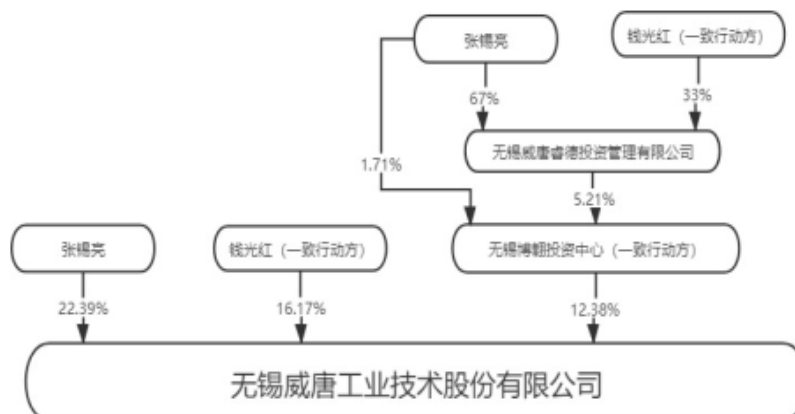 张锡亮
钱光红（一致行动方）
67%
33%
无锡威唐睿德投资管理有限公司
1.71%
5.21%
张锡亮
钱光红（一致行动方）
无锡博翱投资中心（一致行动方）
22.39%
16.17%
12.38%
无锡威唐工业技术股份有限公司